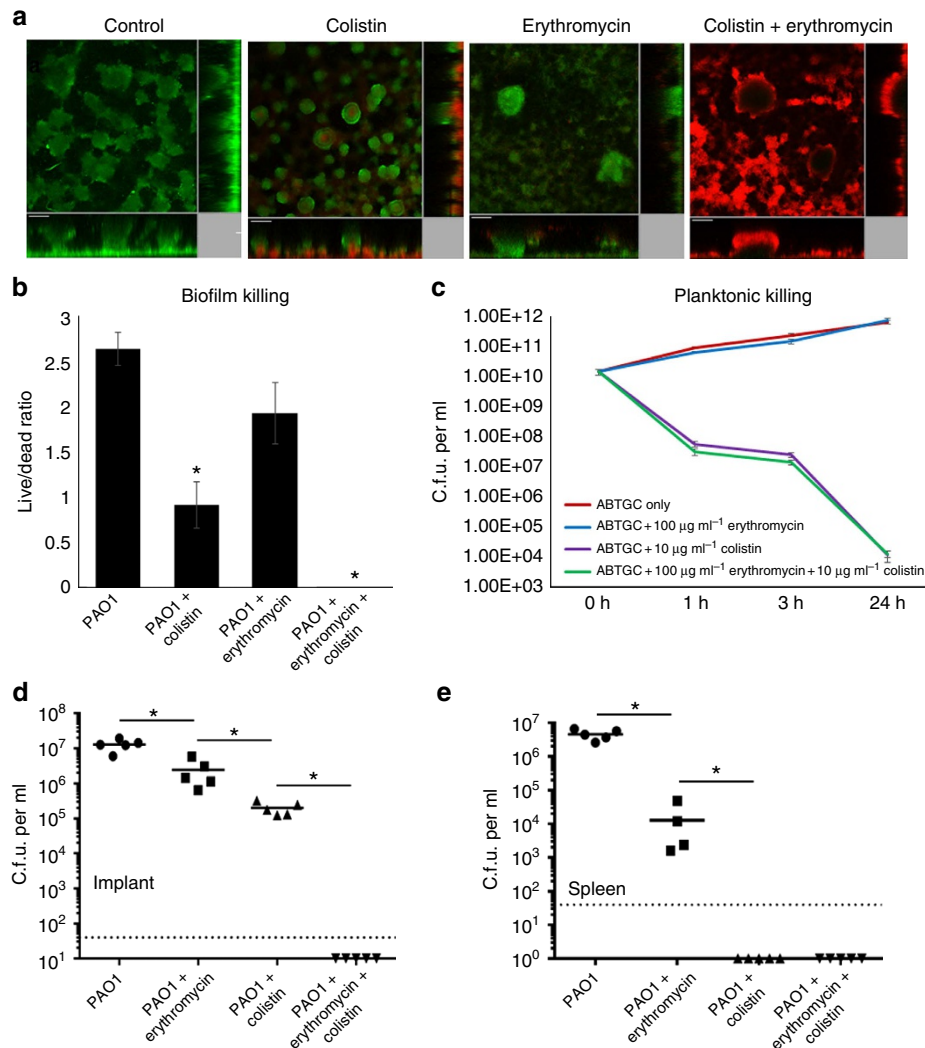 a
Control
Colistin
Erythromycin
Colistin + erythromycin
a
b
Biofilm killing
Live/dead ratio
3
2.5
2
1.5
1
0.5
0
*
*
PAO1
PAO1 +
colistin
PAO1 +
erythromycin
PAO1 +
erythromycin +
colistin
c
Planktonic killing
C.f.u. per ml
1.00E+12
1.00E+11
1.00E+10
1.00E+09
1.00E+08
1.00E+07
1.00E+06
1.00E+05
1.00E+04
1.00E+03
ABTGC only
ABTGC + 100 μg ml⁻¹ erythromycin
ABTGC + 10 μg ml⁻¹ colistin
ABTGC + 100 μg ml⁻¹ erythromycin + 10 μg ml⁻¹ colistin
0 h
1 h
3 h
24 h
d
C.f.u. per ml
10⁸
10⁷
10⁶
10⁵
10⁴
10³
10²
10¹
*
*
*
Implant
PAO1
PAO1 +
erythromycin
PAO1 +
colistin
PAO1 +
erythromycin +
colistin
e
C.f.u. per ml
10⁷
10⁶
10⁵
10⁴
10³
10²
10¹
10⁰
*
*
Spleen
PAO1
PAO1 +
erythromycin
PAO1 +
colistin
PAO1 +
erythromycin +
colistin